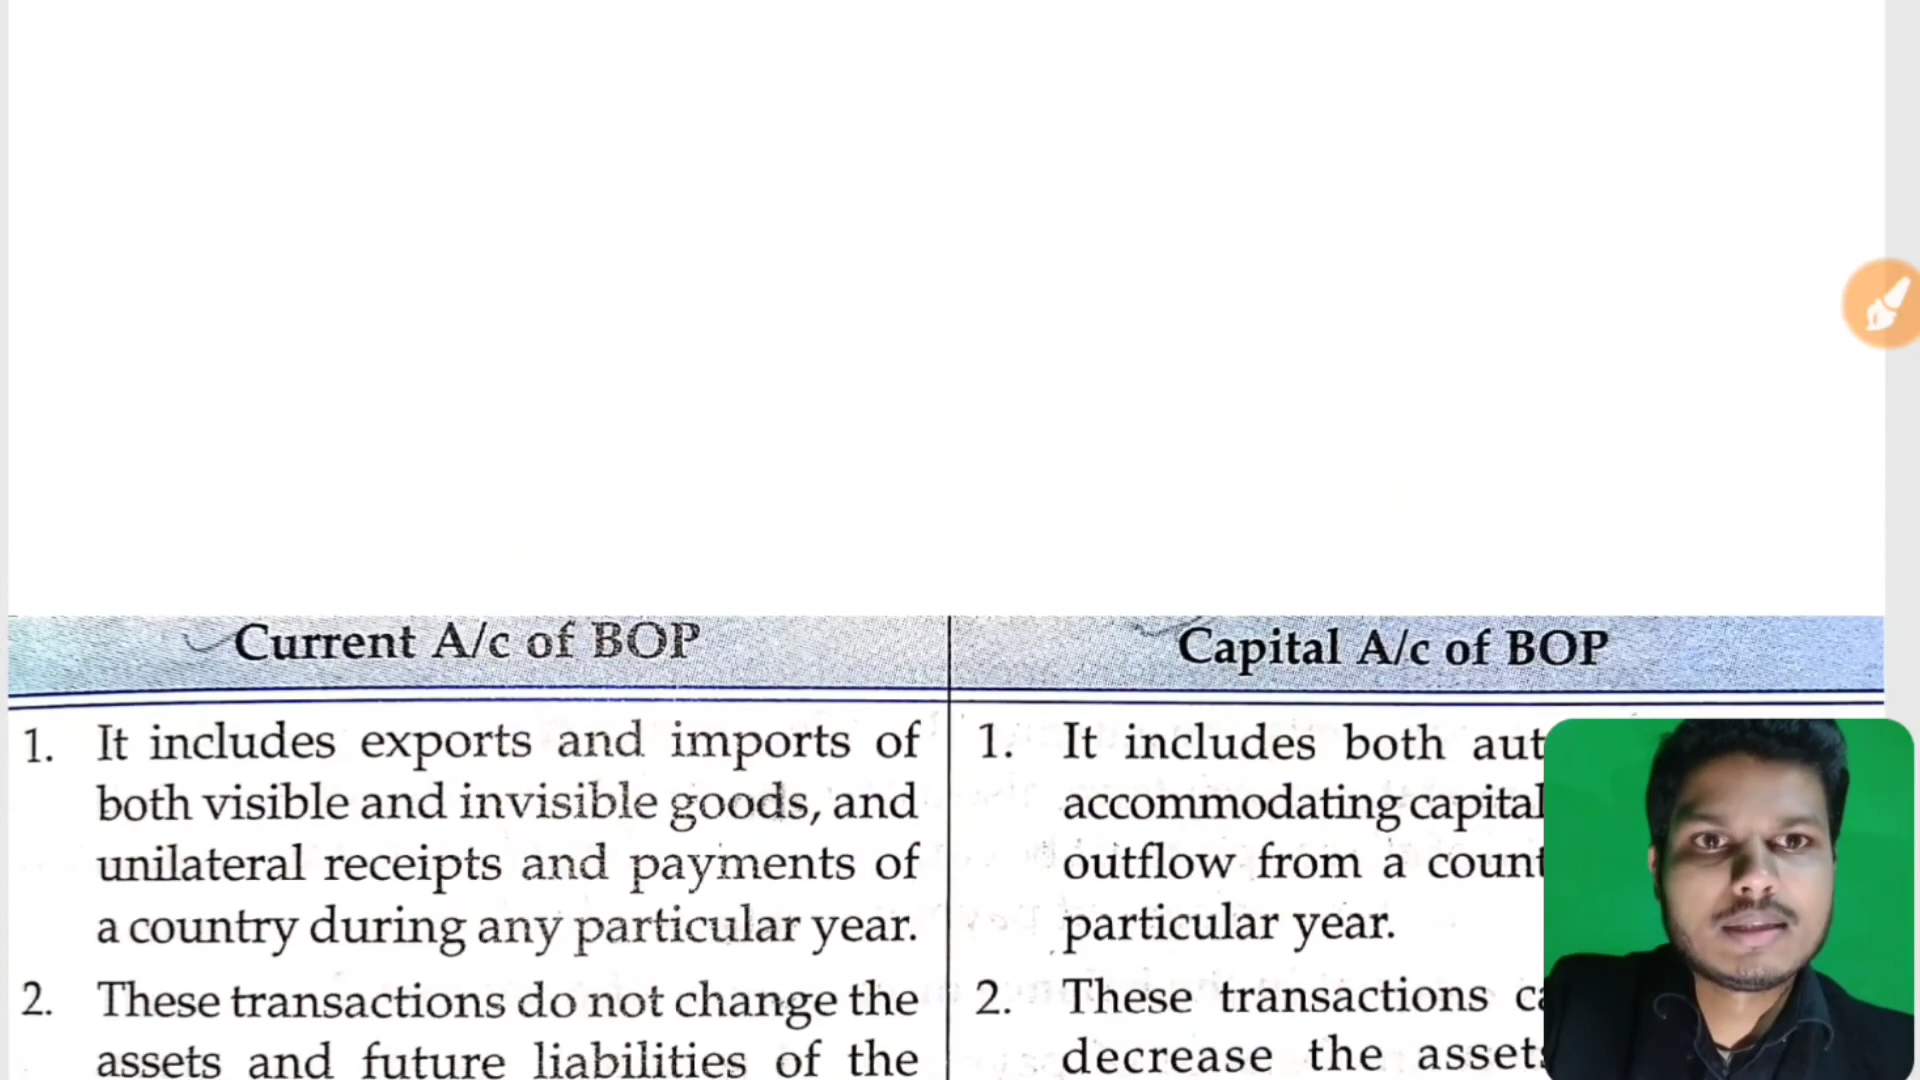 Current A/c of BOP
1. It includes exports and imports of
both visible and invisible goods, and
unilateral receipts and payments of
a country during any particular year.
2. These transactions do not change the
assets and future liabilities of the
Capital A/c of BOP
1. It includes both
accommodating capital
outflow from a
particular year.
2. These transactions
decrease the